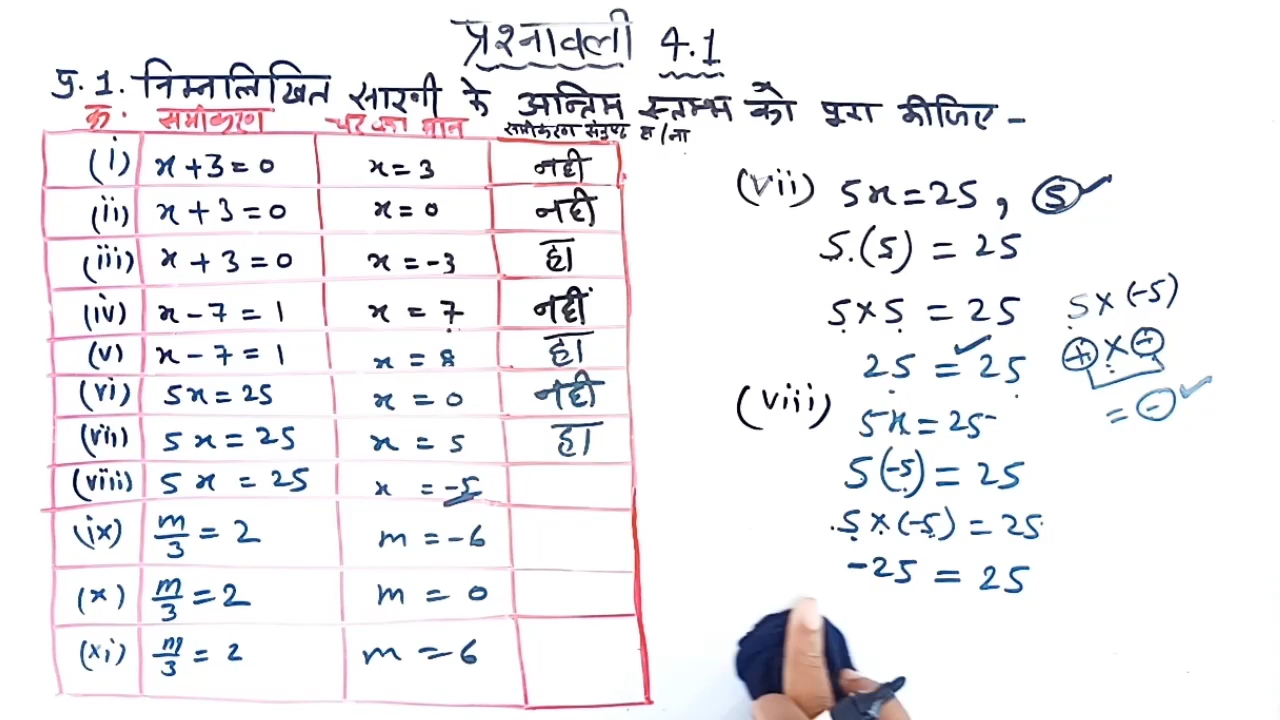 प्रश्नावली 4.1
प्र.1. निम्नलिखित सारणी के अन्तिम स्तम्भ को पूरा कीजिए -
क्र. समीकरण चर का मान समीकरण संतुष्ट हा/ना
(i) x+3=0 x=3 नही
(ii) x+3=0 x=0 नही
(iii) x+3=0 x=-3 हा
(iv) x-7=1 x=7 नहीं
(v) x-7=1 x=8 हा
(vi) 5x=25 x=0 नही
(vii) 5x=25 x=5 हा
(viii) 5x=25 x=-5
(ix) m/3=2 m=-6
(x) m/3=2 m=0
(xi) m/3=2 m=6
(vii) 5x=25, 5 ✓
5.(5)=25
5×5=25
25=25 ✓
(viii) 5x=25
5(-5)=25
5×(-5)=25
-25=25
5×(-5)
+ × -
= - ✓